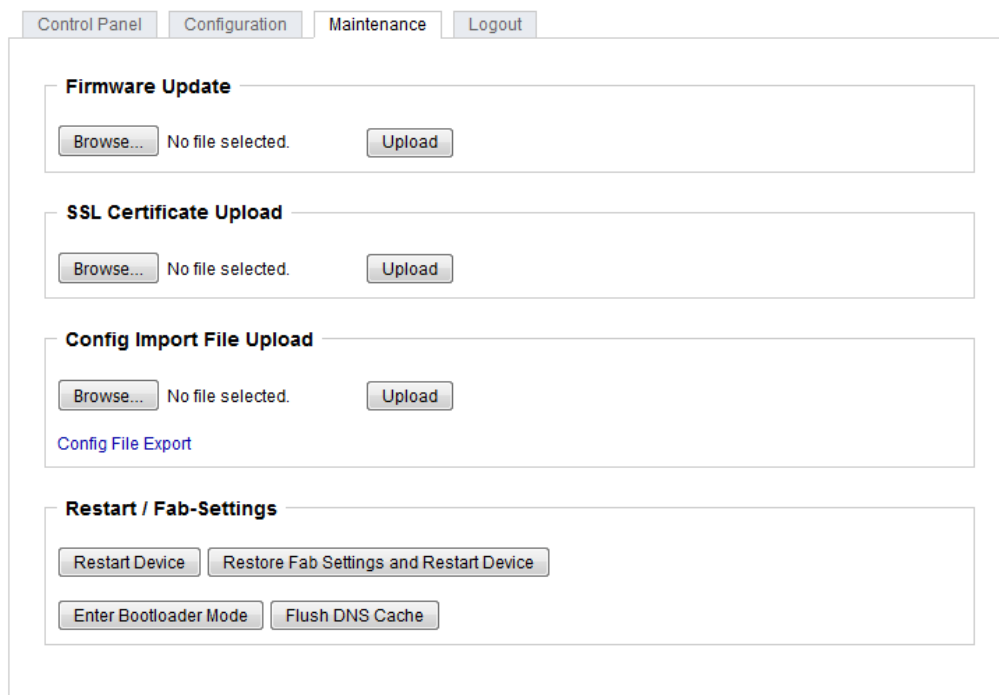 Control Panel Configuration Maintenance Logout
Firmware Update
Browse... No file selected. Upload
SSL Certificate Upload
Browse... No file selected. Upload
Config Import File Upload
Browse... No file selected. Upload
Config File Export
Restart / Fab-Settings
Restart Device Restore Fab Settings and Restart Device
Enter Bootloader Mode Flush DNS Cache